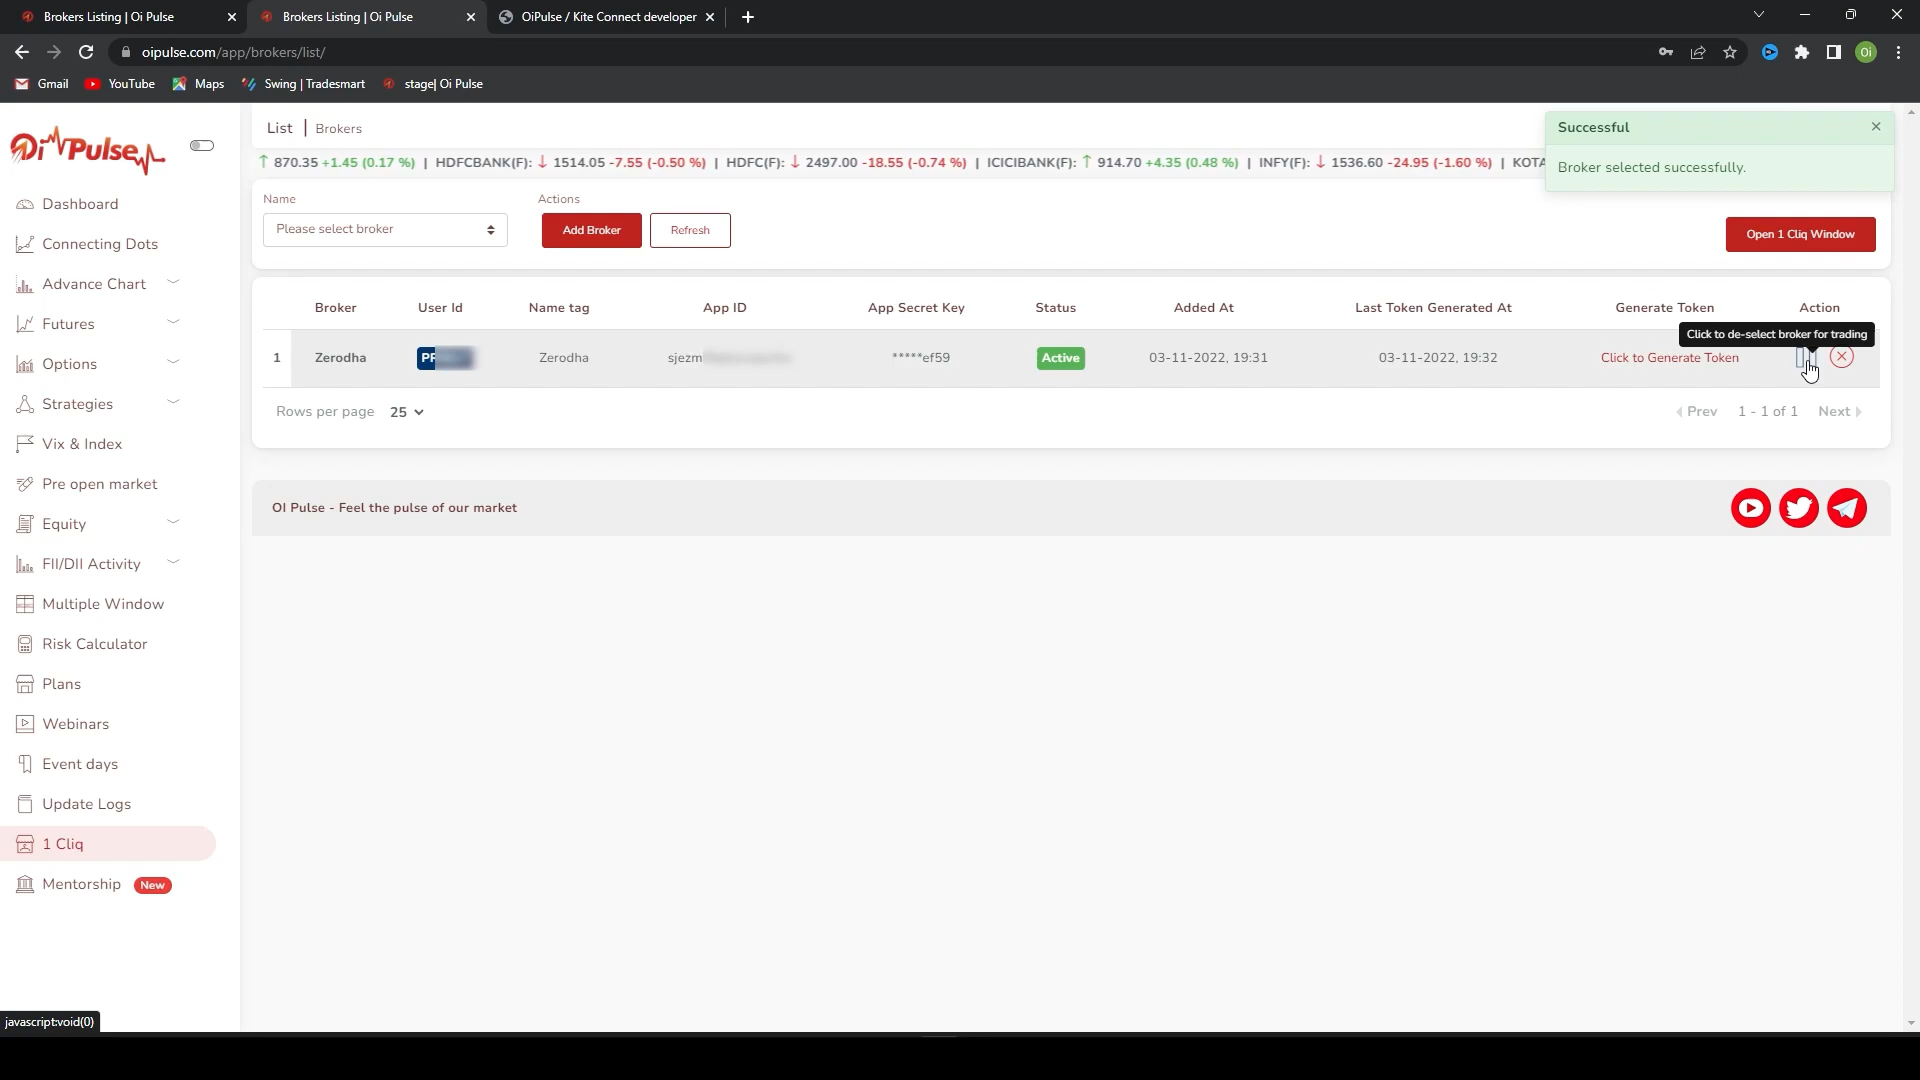 Brokers Listing | Oi Pulse
Brokers Listing | Oi Pulse
OiPulse / Kite Connect developer
oipulse.com/app/brokers/list/
Oi
Gmail
YouTube
Maps
Swing | Tradesmart
stage| Oi Pulse
Oi Pulse
List | Brokers
Successful
Broker selected successfully.
↑ 870.35 +1.45 (0.17 %) | HDFCBANK(F): ↓ 1514.05 -7.55 (-0.50 %) | HDFC(F): ↓ 2497.00 -18.55 (-0.74 %) | ICICIBANK(F): ↑ 914.70 +4.35 (0.48 %) | INFY(F): ↓ 1536.60 -24.95 (-1.60 %) | KOTA
Name
Actions
Please select broker
Add Broker
Refresh
Open 1 Cliq Window
Broker User Id Name tag App ID App Secret Key Status Added At Last Token Generated At Generate Token Action
Click to de-select broker for trading
1 Zerodha Zerodha sjezm *****ef59 Active 03-11-2022, 19:31 03-11-2022, 19:32 Click to Generate Token
Rows per page 25
Prev 1 - 1 of 1 Next
OI Pulse - Feel the pulse of our market
Dashboard
Connecting Dots
Advance Chart
Futures
Options
Strategies
Vix & Index
Pre open market
Equity
FII/DII Activity
Multiple Window
Risk Calculator
Plans
Webinars
Event days
Update Logs
1 Cliq
Mentorship New
javascript:void(0)